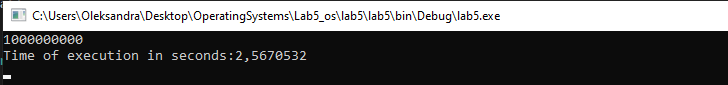 C:\Users\Oleksandra\Desktop\OperatingSystems\Lab5_os\lab5\lab5\bin\Debug\lab5.exe
1000000000
Time of execution in seconds:2,5670532